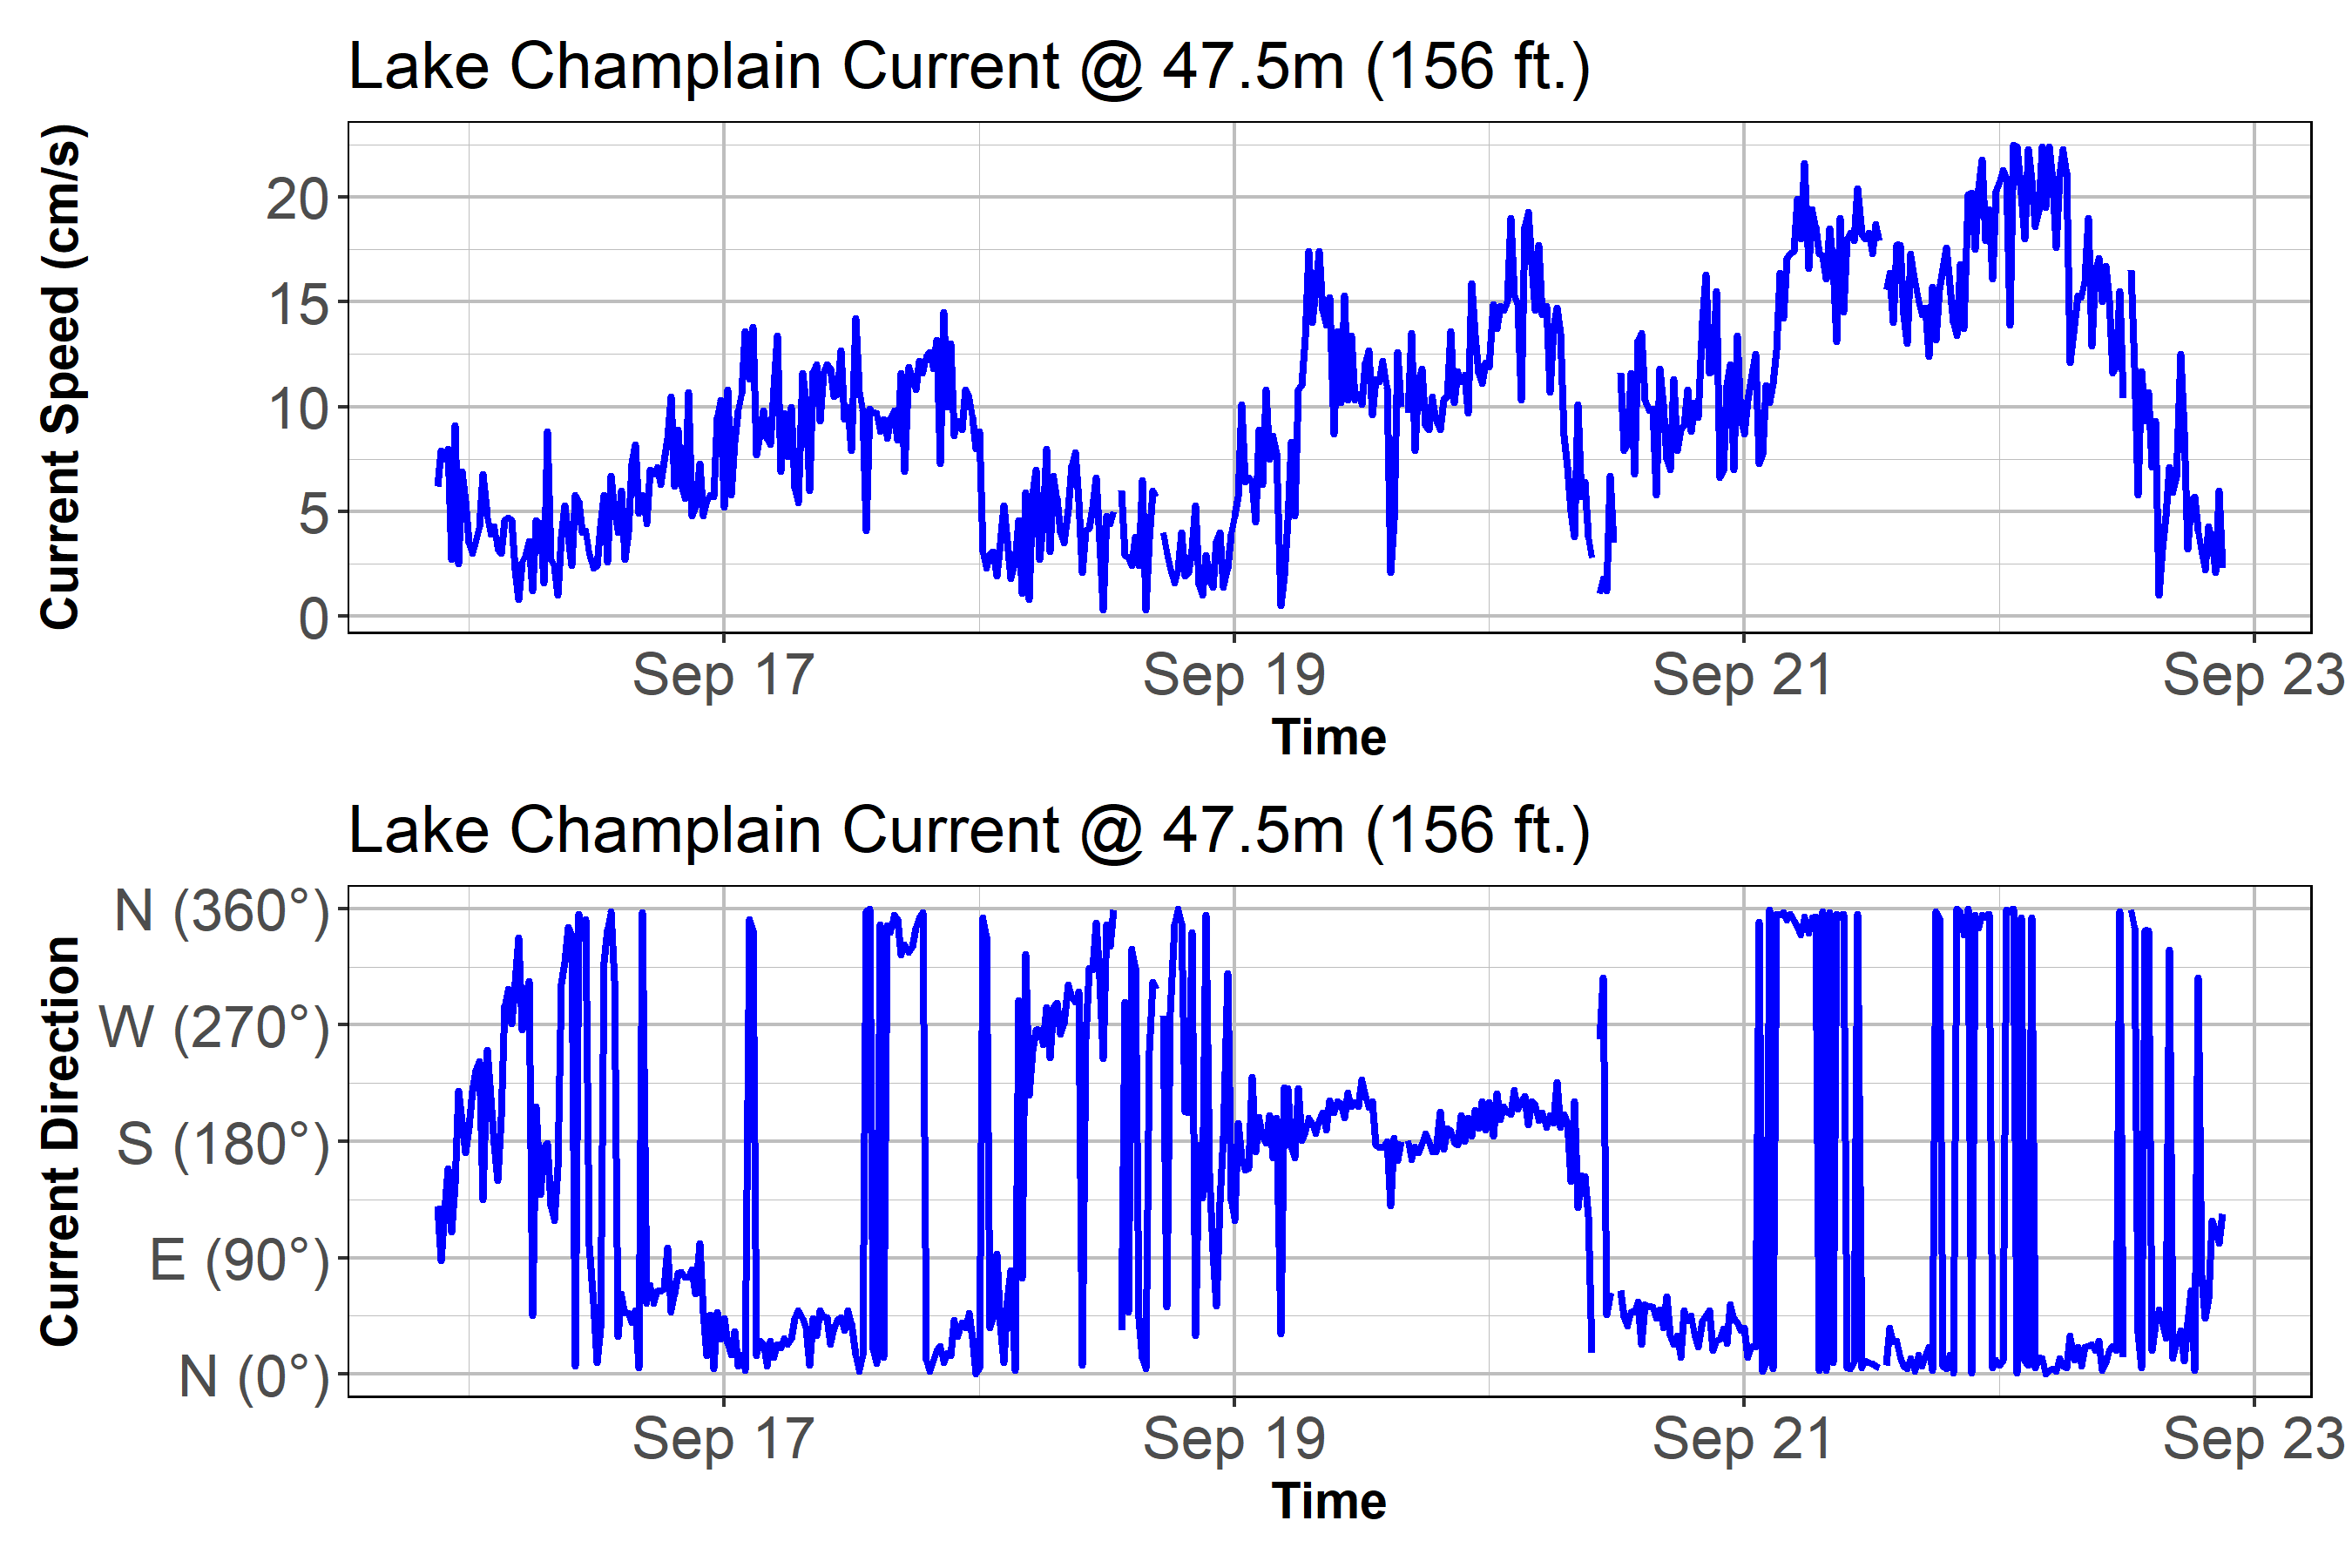 Lake Champlain Current @ 47.5m (156 ft.)
Current Speed (cm/s)
20
15
10
5
0
Sep 17
Sep 19
Sep 21
Sep 23
Time
Lake Champlain Current @ 47.5m (156 ft.)
Current Direction
N (360°)
W (270°)
S (180°)
E (90°)
N (0°)
Sep 17
Sep 19
Sep 21
Sep 23
Time